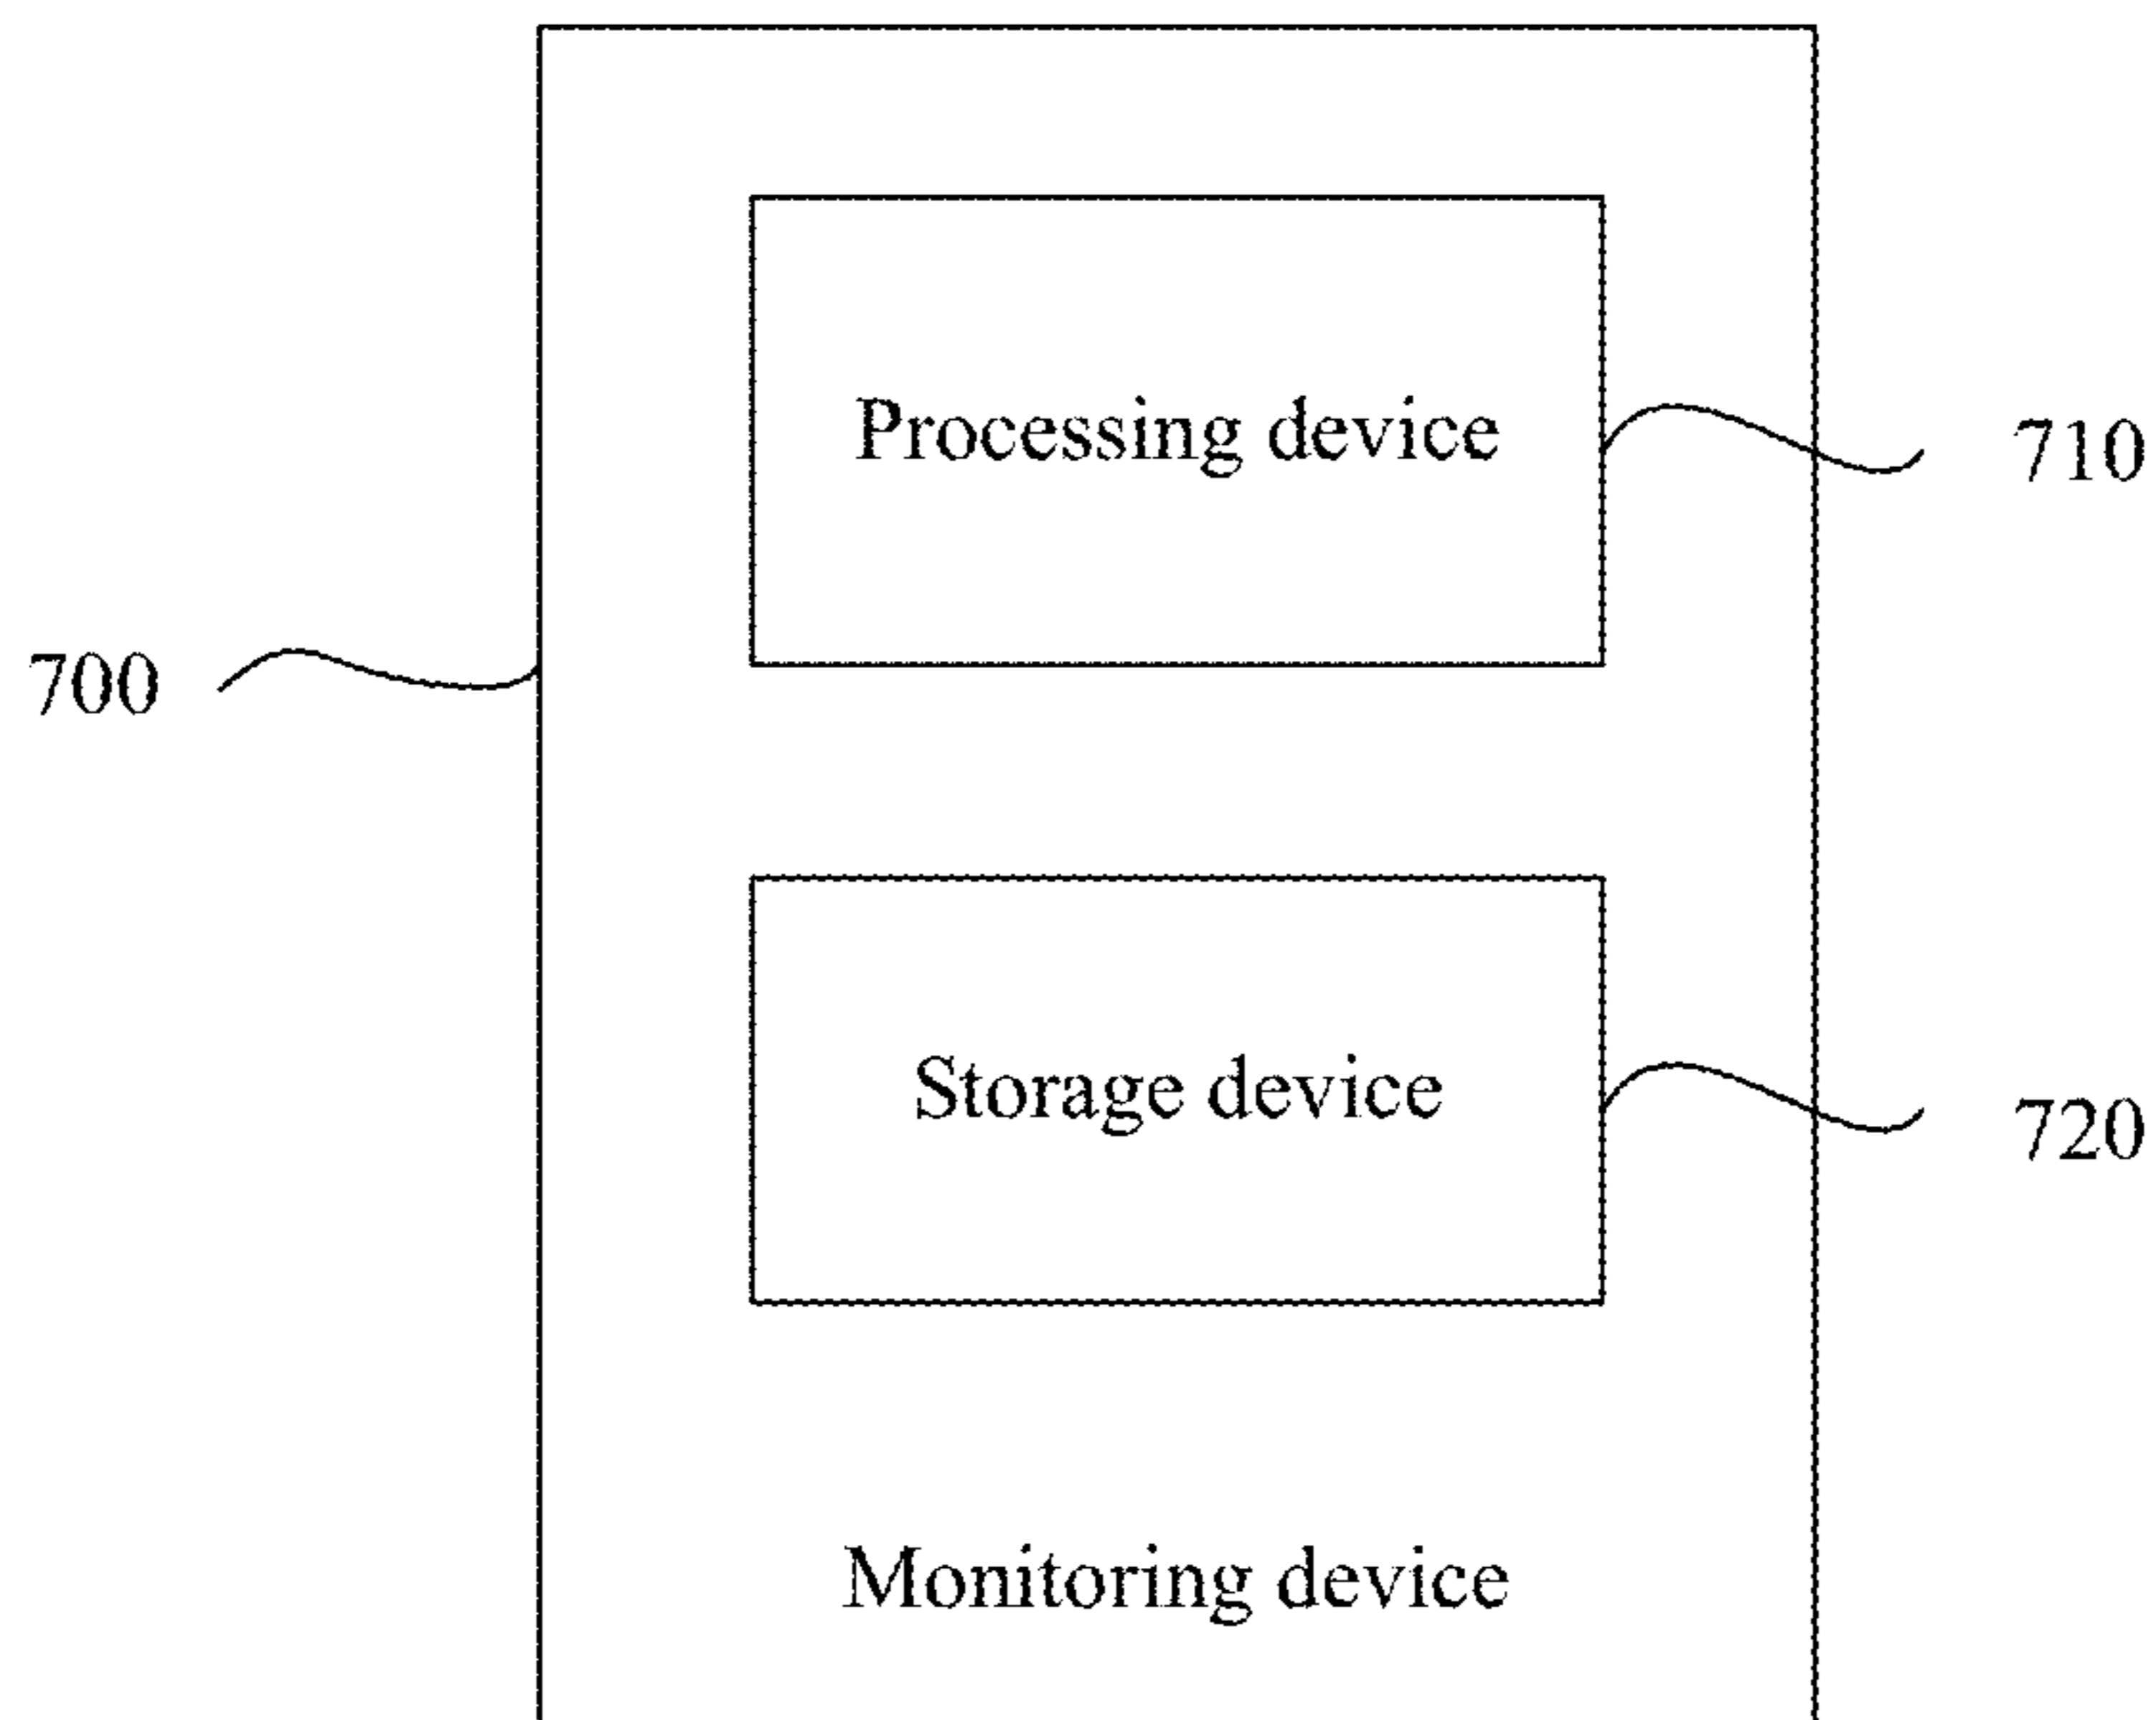 Processing device
710
700
Storage device
720
Monitoring device